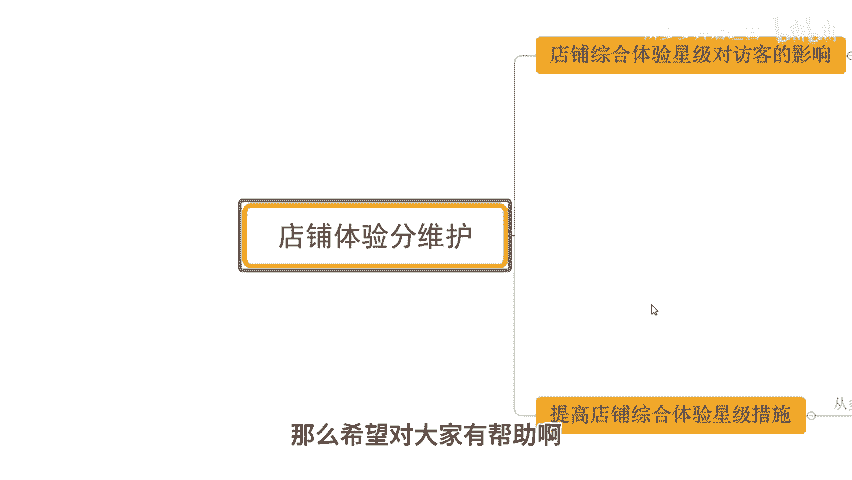 店铺综合体验星级对访客的影响
店铺体验分维护
提高店铺综合体验星级措施
从
那么希望对大家有帮助啊